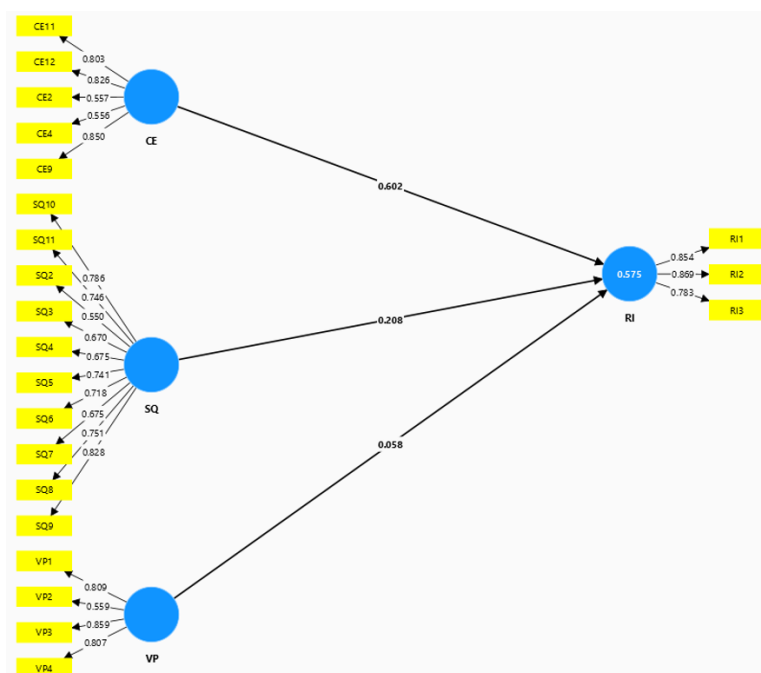 CE11
0.803
CE12
0.826
CE2
0.557
CE4
0.556
CE9
0.850
CE
0.602
SQ10
0.786
SQ11
0.746
SQ2
0.550
SQ3
0.670
SQ4
0.675
SQ5
0.741
SQ6
0.718
SQ7
0.675
SQ8
0.751
SQ9
0.828
SQ
0.208
VP1
0.809
VP2
0.559
VP3
0.859
VP4
0.807
VP
0.058
0.575
RI
RI1
0.854
RI2
0.869
RI3
0.783